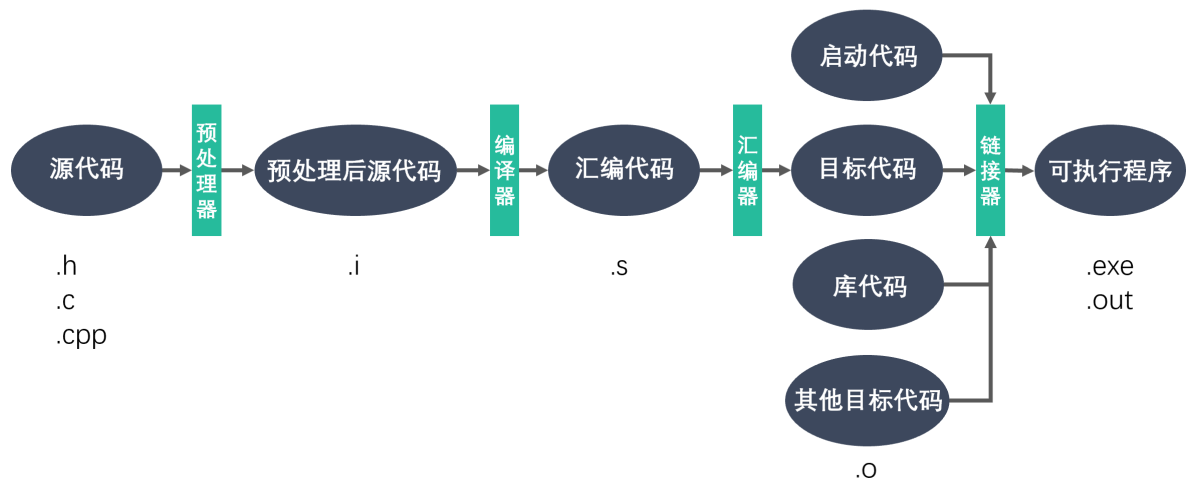 启动代码
源代码
预处理器
预处理后源代码
编译器
汇编代码
汇编器
目标代码
链接器
可执行程序
库代码
其他目标代码
.h
.c
.cpp
.i
.s
.o
.exe
.out